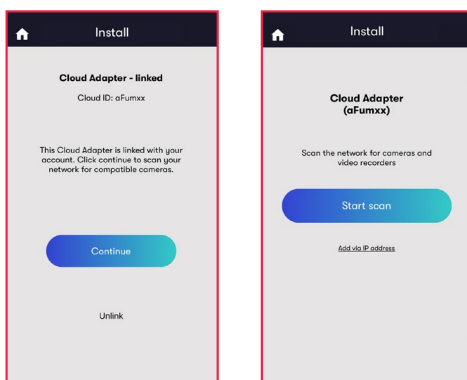 Install
Cloud Adapter - linked
Cloud ID: aFumxx
This Cloud Adapter is linked with your
account. Click continue to scan your
network for compatible cameras.
Continue
Unlink
Install
Cloud Adapter
(aFumxx)
Scan the network for cameras and
video recorders
Start scan
Add via IP address